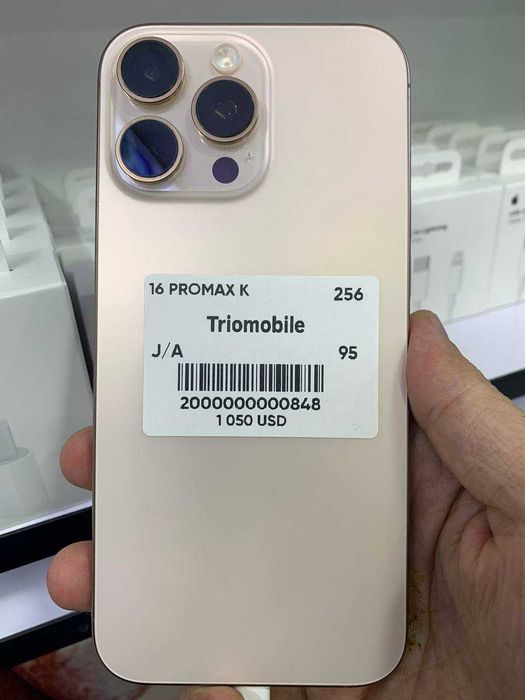 16 PROMAX K 256
Triomobile
J/A 95
2000000000848
1 050 USD